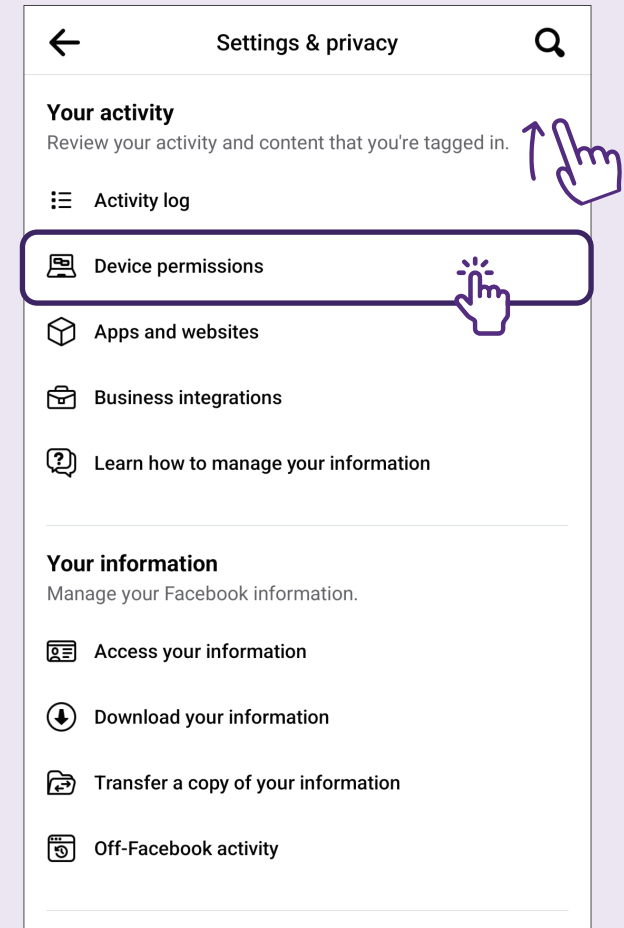 Settings & privacy
Your activity
Review your activity and content that you're tagged in.
Activity log
Device permissions
Apps and websites
Business integrations
Learn how to manage your information
Your information
Manage your Facebook information.
Access your information
Download your information
Transfer a copy of your information
Off-Facebook activity